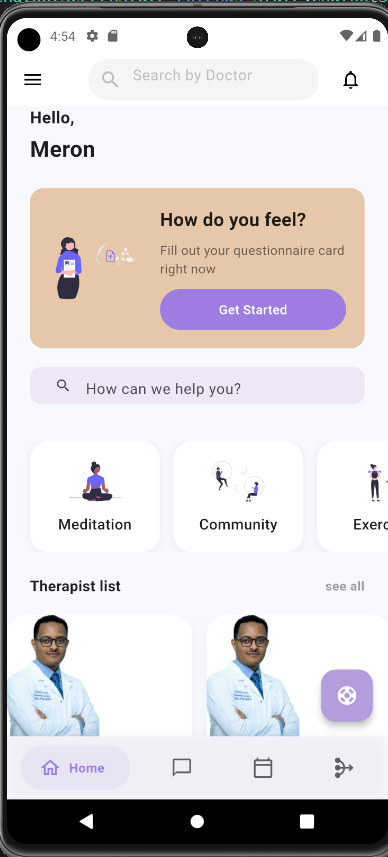 4:54
Search by Doctor
Hello,
Meron
How do you feel?
Fill out your questionnaire card
right now
Get Started
How can we help you?
Meditation
Community
Exerc
Therapist list
see all
Home